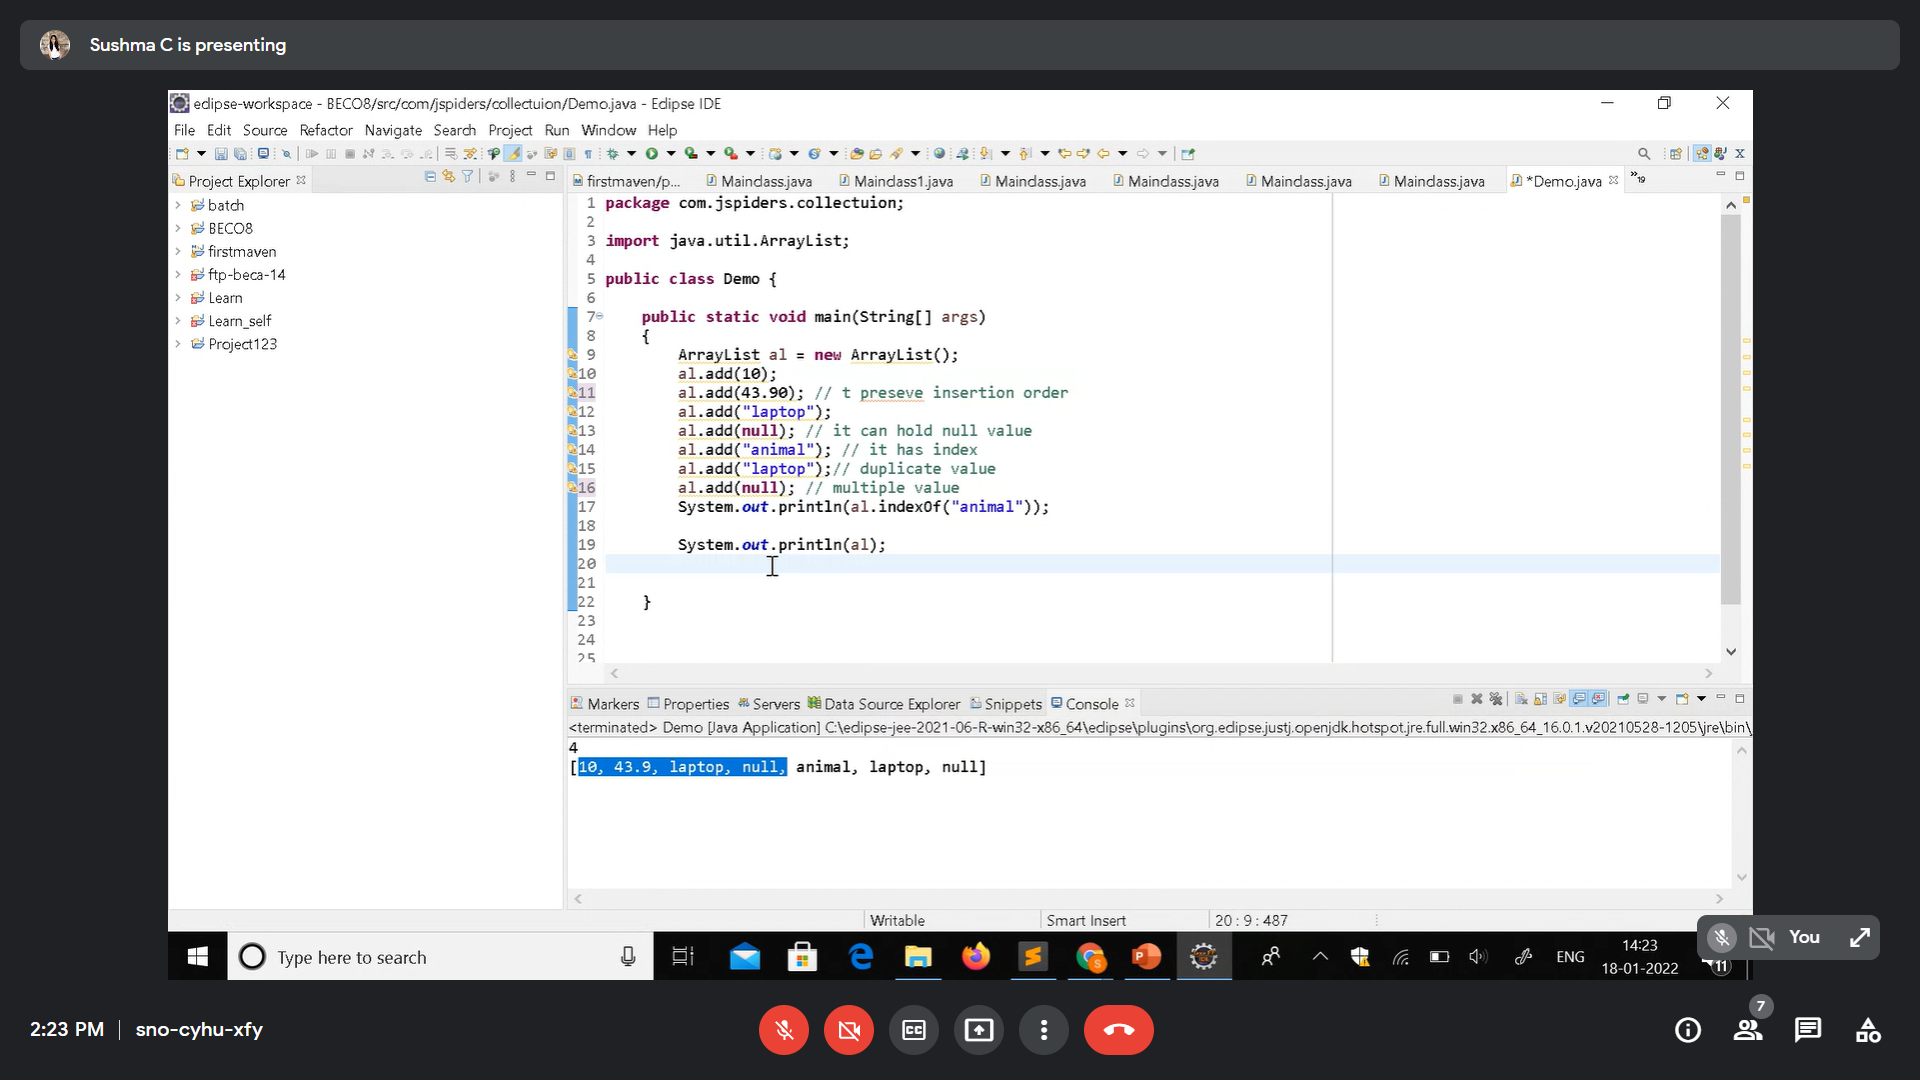 Sushma C is presenting
eclipse-workspace - BECO8/src/com/jspiders/collectuion/Demo.java - Eclipse IDE
File Edit Source Refactor Navigate Search Project Run Window Help
Project Explorer
firstmaven/p... Mainclass.java Mainclass1.java Mainclass.java Mainclass.java Mainclass.java Mainclass.java *Demo.java »19
batch
BECO8
firstmaven
ftp-beca-14
Learn
Learn_self
Project123
1 package com.jspiders.collectuion;
2
3 import java.util.ArrayList;
4
5 public class Demo {
6
7 public static void main(String[] args)
8 {
9 ArrayList al = new ArrayList();
10 al.add(10);
11 al.add(43.90); // t preseve insertion order
12 al.add("laptop");
13 al.add(null); // it can hold null value
14 al.add("animal"); // it has index
15 al.add("laptop");// duplicate value
16 al.add(null); // multiple value
17 System.out.println(al.indexOf("animal"));
18
19 System.out.println(al);
20
21
22 }
23
24
25
Markers Properties Servers Data Source Explorer Snippets Console
<terminated> Demo [Java Application] C:\eclipse-jee-2021-06-R-win32-x86_64\eclipse\plugins\org.eclipse.justj.openjdk.hotspot.jre.full.win32.x86_64_16.0.1.v20210528-1205\jre\bin\
4
[10, 43.9, laptop, null, animal, laptop, null]
Writable Smart Insert 20 : 9 : 487
Type here to search
ENG
14:23
18-01-2022
11
You
2:23 PM | sno-cyhu-xfy
CC
7